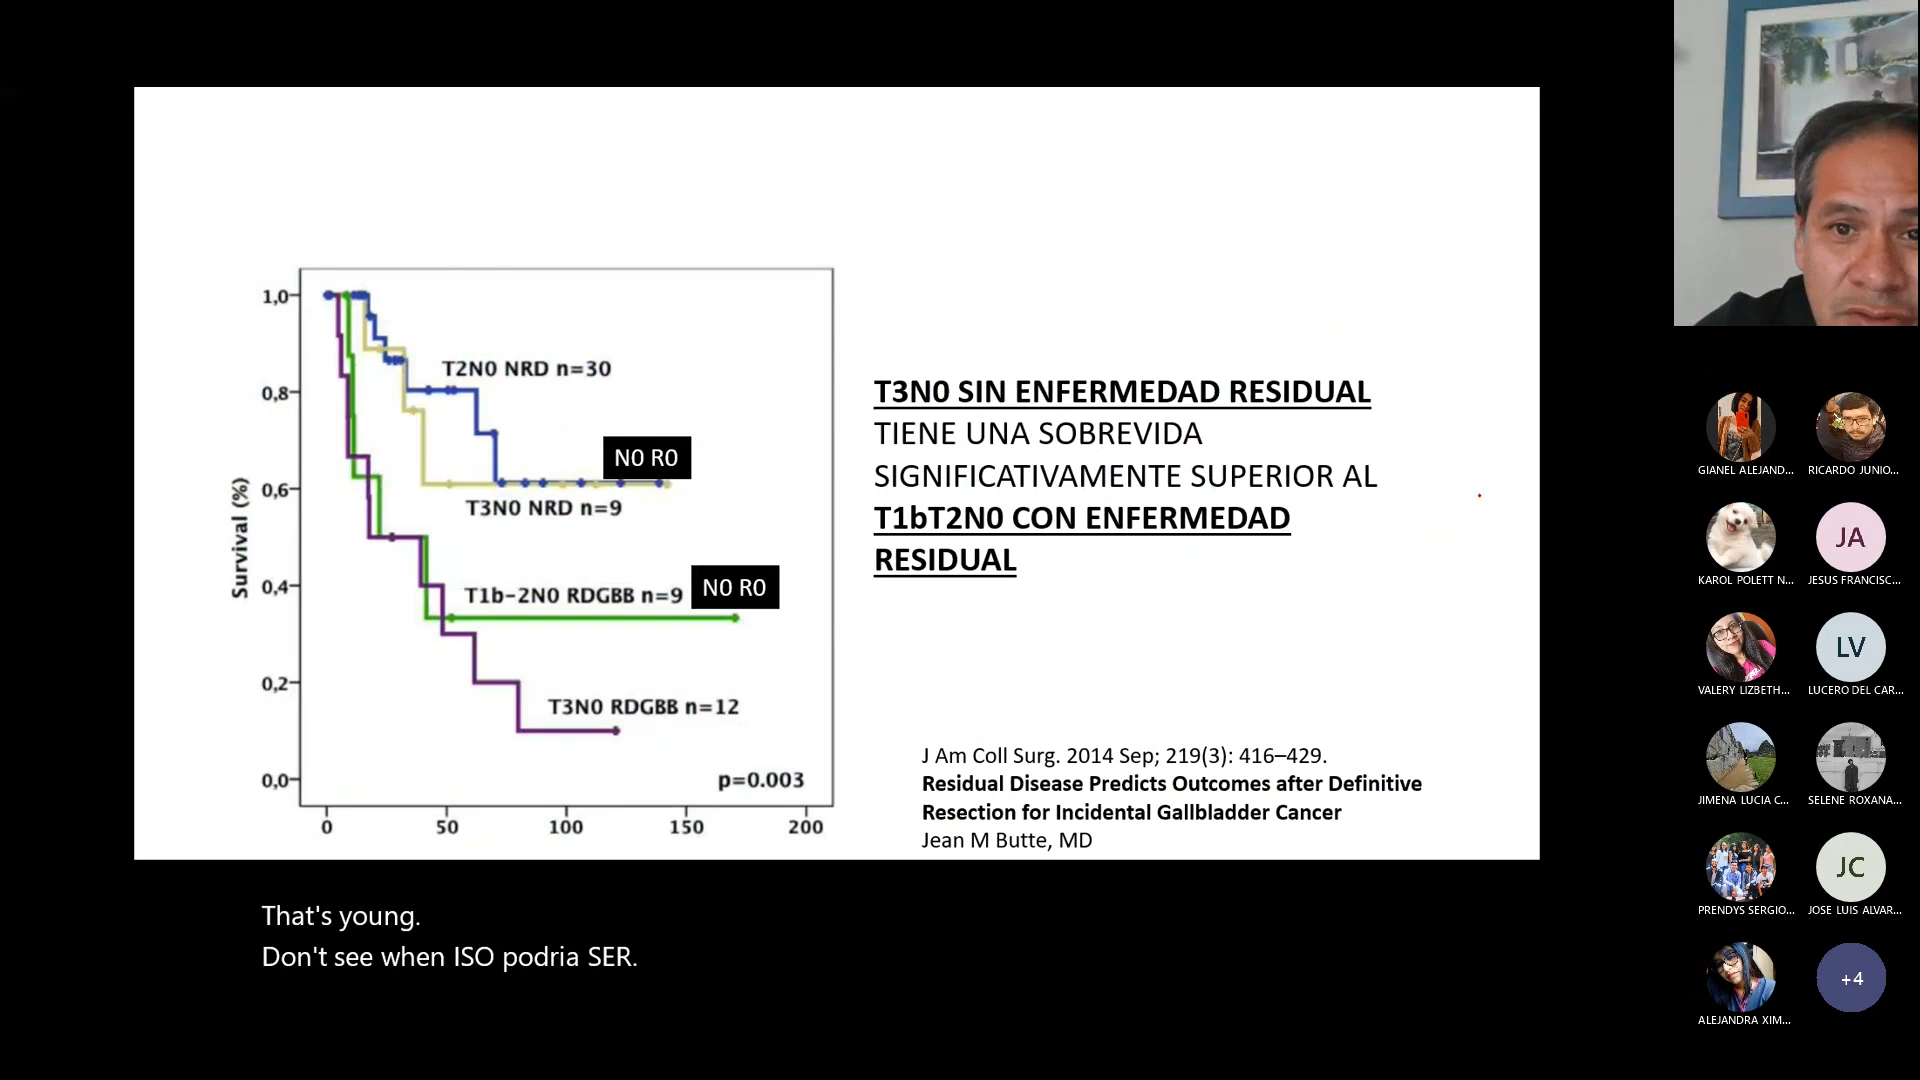 1,0
0,8
0,6
0,4
0,2
0,0
Survival (%)
T2N0 NRD n=30
N0 R0
T3N0 NRD n=9
T1b-2N0 RDGBB n=9
N0 R0
T3N0 RDGBB n=12
p=0.003
0 50 100 150 200
T3N0 SIN ENFERMEDAD RESIDUAL
TIENE UNA SOBREVIDA
SIGNIFICATIVAMENTE SUPERIOR AL
T1bT2N0 CON ENFERMEDAD
RESIDUAL
J Am Coll Surg. 2014 Sep; 219(3): 416–429.
Residual Disease Predicts Outcomes after Definitive
Resection for Incidental Gallbladder Cancer
Jean M Butte, MD
That's young.
Don't see when ISO podria SER.
GIANEL ALEJAND...
RICARDO JUNIO...
KAROL POLETT N...
JA
JESUS FRANCISC...
VALERY LIZBETH...
LV
LUCERO DEL CAR...
JIMENA LUCIA C...
SELENE ROXANA...
PRENDYS SERGIO...
JC
JOSE LUIS ALVAR...
ALEJANDRA XIM...
+4